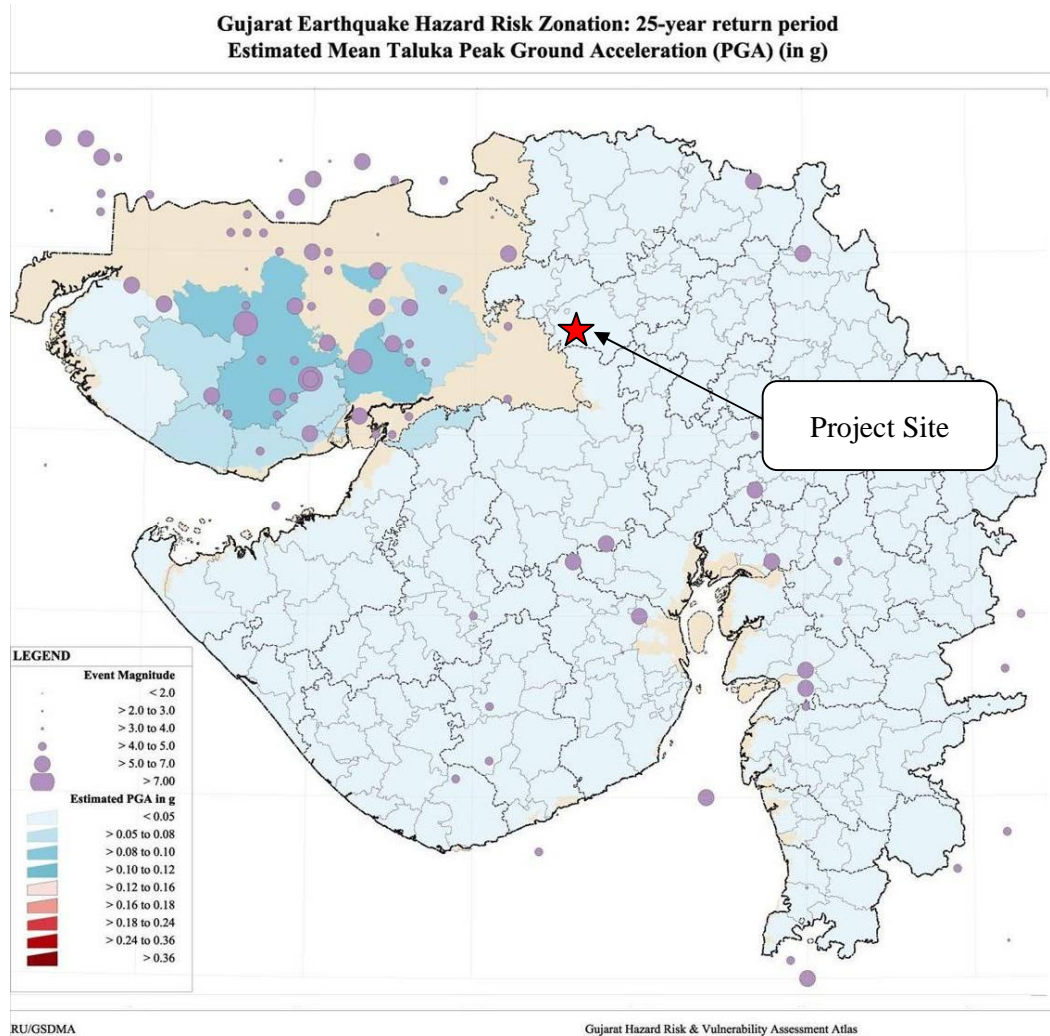 Gujarat Earthquake Hazard Risk Zonation: 25-year return period
Estimated Mean Taluka Peak Ground Acceleration (PGA) (in g)
Project Site
LEGEND
Event Magnitude
< 2.0
> 2.0 to 3.0
> 3.0 to 4.0
> 4.0 to 5.0
> 5.0 to 7.0
> 7.00
Estimated PGA in g
< 0.05
> 0.05 to 0.08
> 0.08 to 0.10
> 0.10 to 0.12
> 0.12 to 0.16
> 0.16 to 0.18
> 0.18 to 0.24
> 0.24 to 0.36
> 0.36
RU/GSDMA
Gujarat Hazard Risk & Vulnerability Assessment Atlas